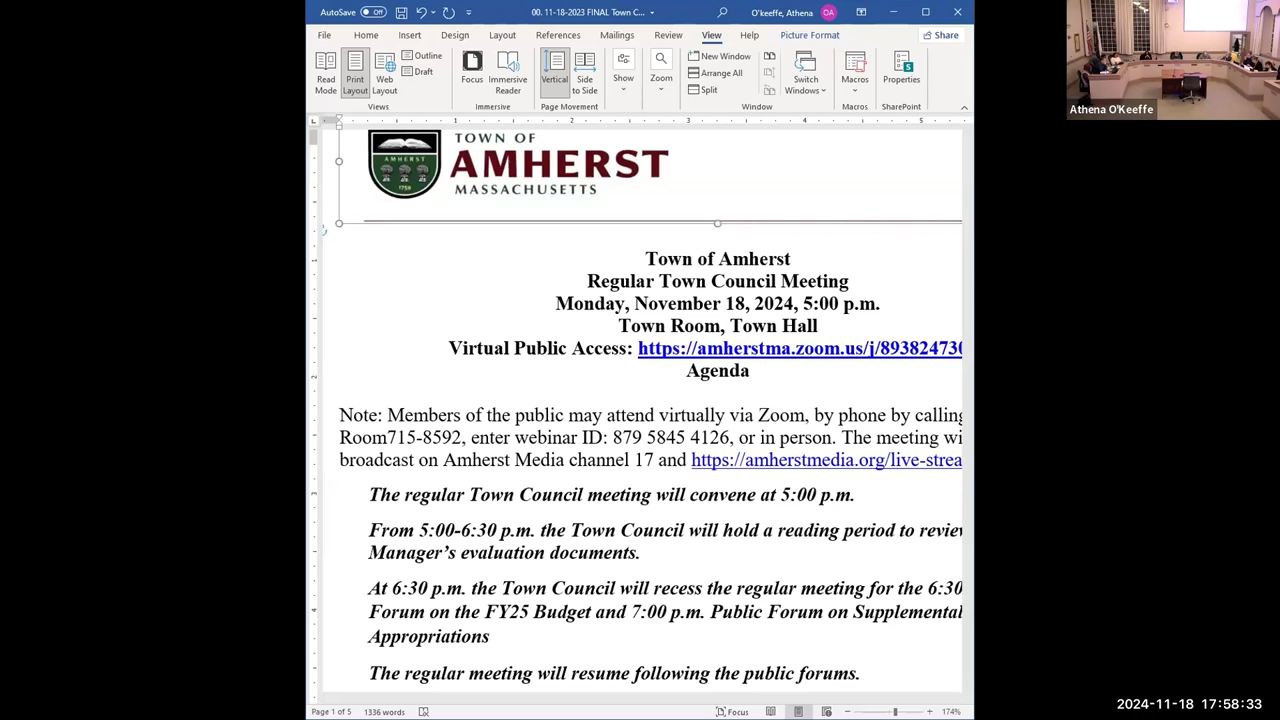 AutoSave Off
00. 11-18-2023 FINAL Town C...
O'keeffe, Athena OA
File Home Insert Design Layout References Mailings Review View Help Picture Format Share
Read Mode
Print Layout
Web Layout
Outline
Draft
Views
Focus
Immersive Reader
Immersive
Vertical
Side to Side
Page Movement
Show
Zoom
New Window
Arrange All
Split
Switch Windows
Window
Macros
Macros
Properties
SharePoint
1 2 3 4 5
TOWN OF
AMHERST
MASSACHUSETTS
AMHERST
1759
Town of Amherst
Regular Town Council Meeting
Monday, November 18, 2024, 5:00 p.m.
Town Room, Town Hall
Virtual Public Access: https://amherstma.zoom.us/j/893824730
Agenda
Note: Members of the public may attend virtually via Zoom, by phone by calling
Room715-8592, enter webinar ID: 879 5845 4126, or in person. The meeting wi
broadcast on Amherst Media channel 17 and https://amherstmedia.org/live-strea
The regular Town Council meeting will convene at 5:00 p.m.
From 5:00-6:30 p.m. the Town Council will hold a reading period to review
Manager's evaluation documents.
At 6:30 p.m. the Town Council will recess the regular meeting for the 6:30
Forum on the FY25 Budget and 7:00 p.m. Public Forum on Supplemental
Appropriations
The regular meeting will resume following the public forums.
Page 1 of 5 1336 words
Focus
174%
Athena O'Keeffe
2024-11-18 17:58:33